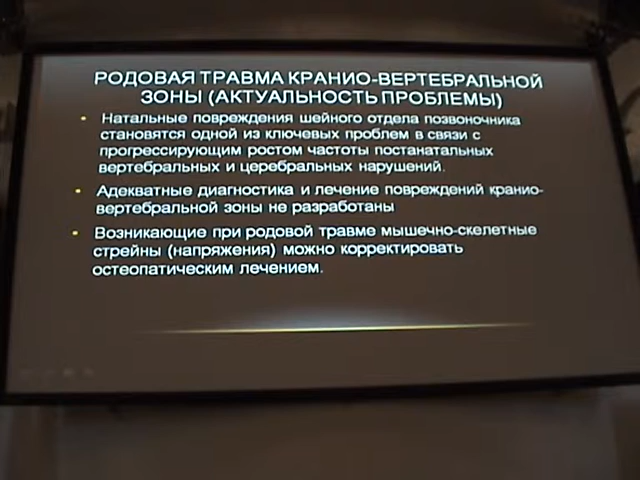 РОДОВАЯ ТРАВМА КРАНИО-ВЕРТЕБРАЛЬНОЙ
ЗОНЫ (АКТУАЛЬНОСТЬ ПРОБЛЕМЫ)
• Натальные повреждения шейного отдела позвоночника
становятся одной из ключевых проблем в связи с
прогрессирующим ростом частоты постанатальных
вертебральных и церебральных нарушений.
• Адекватные диагностика и лечение повреждений кранио-
вертебральной зоны не разработаны
• Возникающие при родовой травме мышечно-скелетные
стрейны (напряжения) можно корректировать
остеопатическим лечением.